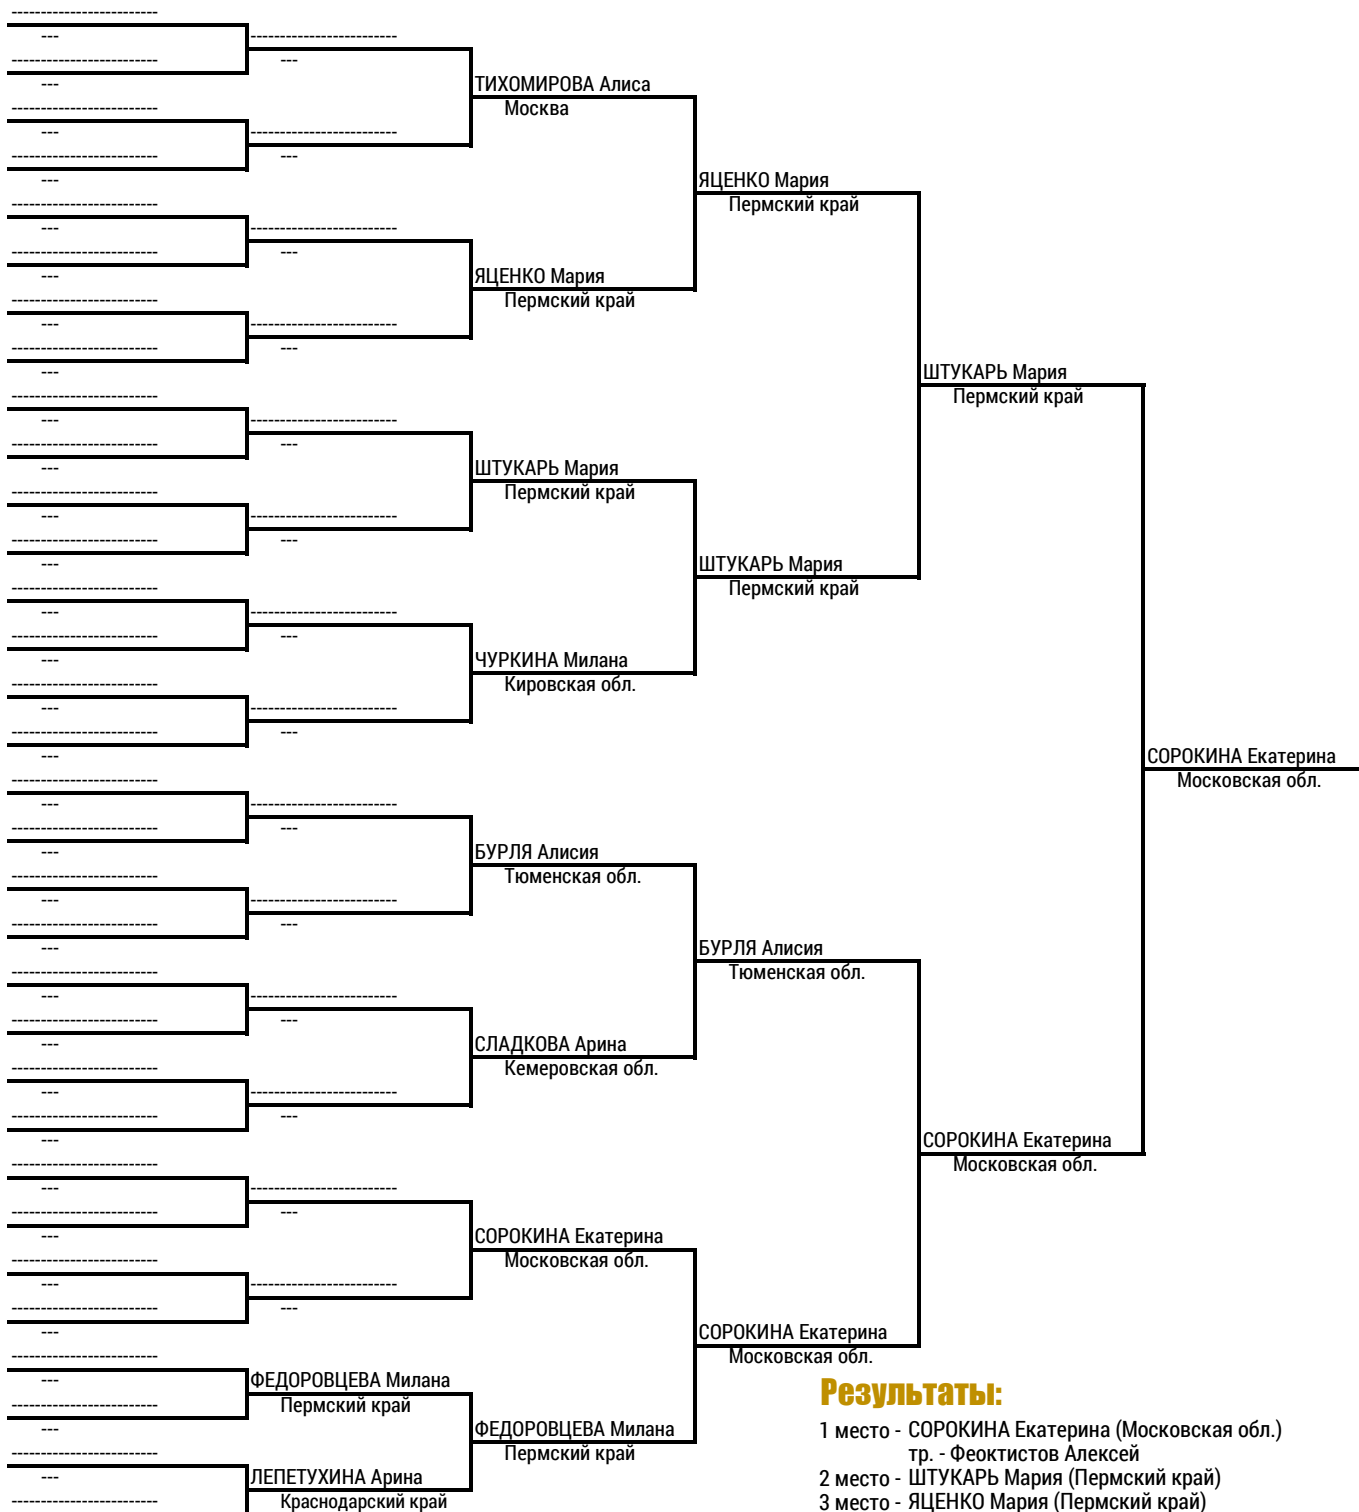 ТИХОМИРОВА Алиса
Москва
ЯЦЕНКО Мария
Пермский край
ЯЦЕНКО Мария
Пермский край
ШТУКАРЬ Мария
Пермский край
ШТУКАРЬ Мария
Пермский край
ШТУКАРЬ Мария
Пермский край
ЧУРКИНА Милана
Кировская обл.
СОРОКИНА Екатерина
Московская обл.
БУРЛЯ Алисия
Тюменская обл.
БУРЛЯ Алисия
Тюменская обл.
СЛАДКОВА Арина
Кемеровская обл.
СОРОКИНА Екатерина
Московская обл.
СОРОКИНА Екатерина
Московская обл.
СОРОКИНА Екатерина
Московская обл.
ФЕДОРОВЦЕВА Милана
Пермский край
ФЕДОРОВЦЕВА Милана
Пермский край
ЛЕПЕТУХИНА Арина
Краснодарский край
Результаты:
1 место - СОРОКИНА Екатерина (Московская обл.)
тр. - Феоктистов Алексей
2 место - ШТУКАРЬ Мария (Пермский край)
3 место - ЯЦЕНКО Мария (Пермский край)